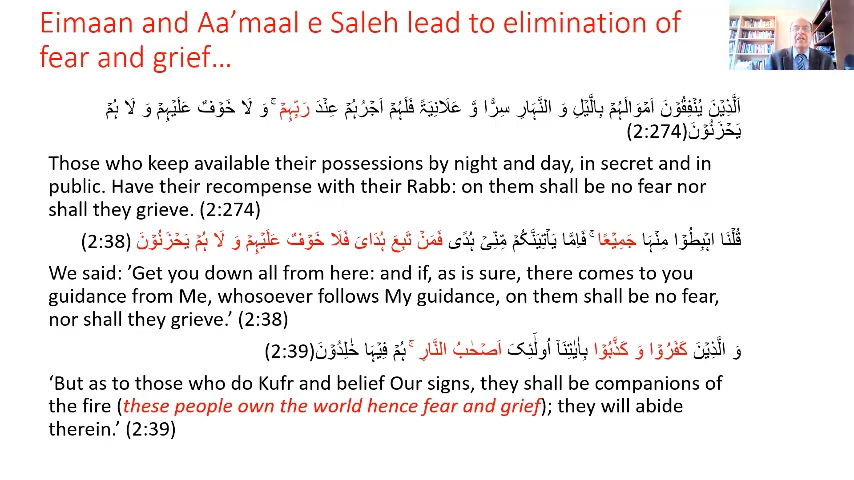 Eimaan and Aa’maal e Saleh lead to elimination of
fear and grief…
اَلَّذِیۡنَ یُنۡفِقُوۡنَ اَمۡوَالَہُمۡ بِالَّیۡلِ وَ النَّہَارِ سِرًّا وَّ عَلَانِیَۃً فَلَہُمۡ اَجۡرُہُمۡ عِنۡدَ رَبِّہِمۡ ۚ وَ لَا خَوۡفٌ عَلَیۡہِمۡ وَ لَا ہُمۡ
یَحۡزَنُوۡنَ(2:274)
Those who keep available their possessions by night and day, in secret and in
public. Have their recompense with their Rabb: on them shall be no fear nor
shall they grieve. (2:274)
قُلۡنَا اہۡبِطُوۡا مِنۡہَا جَمِیۡعًا ۚ فَاِمَّا یَاۡتِیَنَّکُمۡ مِّنِّیۡ ہُدًی فَمَنۡ تَبِعَ ہُدَایَ فَلَا خَوۡفٌ عَلَیۡہِمۡ وَ لَا ہُمۡ یَحۡزَنُوۡنَ (2:38)
We said: ’Get you down all from here: and if, as is sure, there comes to you
guidance from Me, whosoever follows My guidance, on them shall be no fear,
nor shall they grieve.’ (2:38)
وَ الَّذِیۡنَ کَفَرُوۡا وَ کَذَّبُوۡا بِاٰیٰتِنَاۤ اُولٰٓئِکَ اَصۡحٰبُ النَّارِ ۚ ہُمۡ فِیۡہَا خٰلِدُوۡنَ(2:39)
‘But as to those who do Kufr and belief Our signs, they shall be companions of
the fire (these people own the world hence fear and grief); they will abide
therein.’ (2:39)